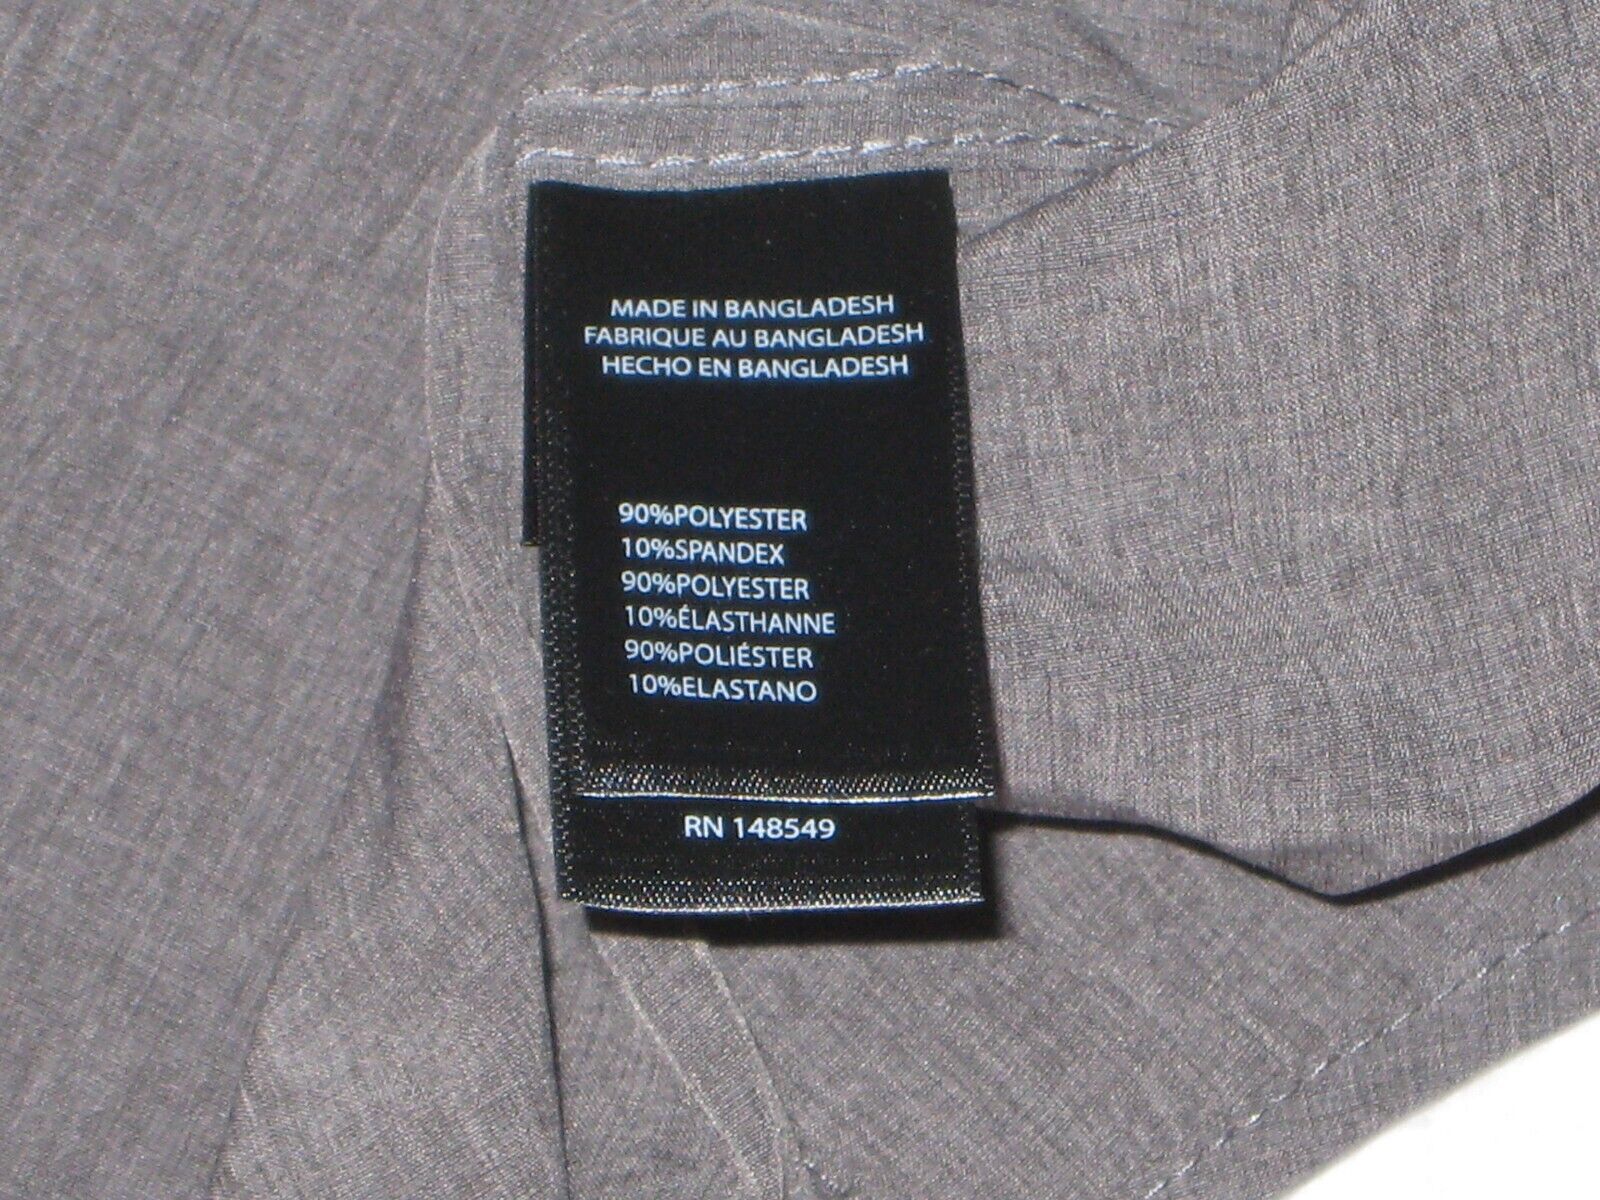 MADE IN BANGLADESH
FABRIQUE AU BANGLADESH
HECHO EN BANGLADESH
90%POLYESTER
10%SPANDEX
90%POLYESTER
10%ÉLASTHANNE
90%POLIÉSTER
10%ELASTANO
RN 148549